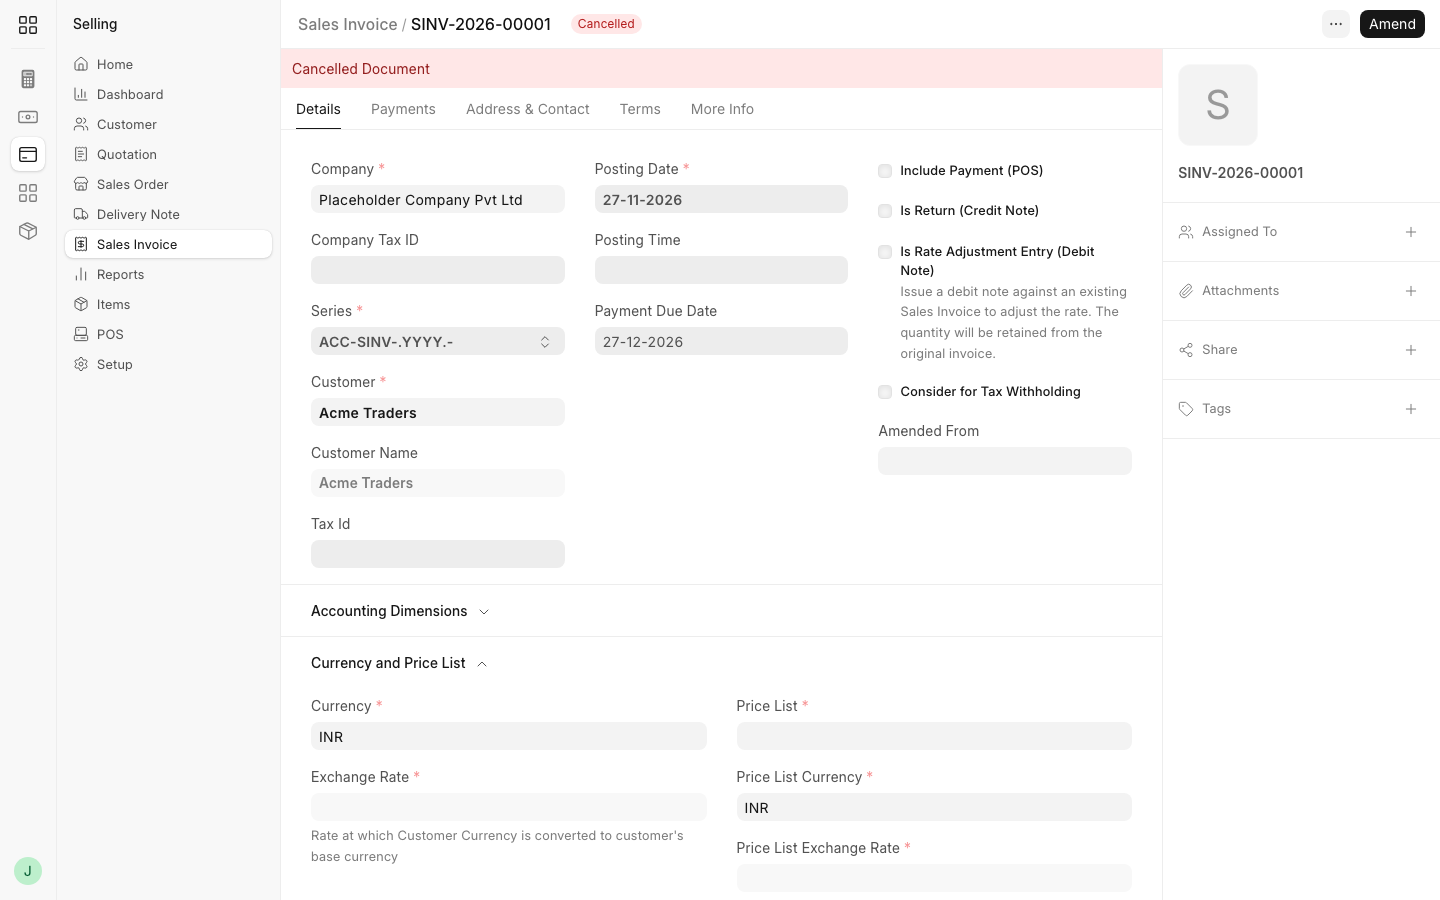 Selling
Home
Dashboard
Customer
Quotation
Sales Order
Delivery Note
Sales Invoice
Reports
Items
POS
Setup
J
Sales Invoice / SINV-2026-00001
Cancelled
Amend
Cancelled Document
Details
Payments
Address & Contact
Terms
More Info
Company *
Placeholder Company Pvt Ltd
Company Tax ID
Series *
ACC-SINV-.YYYY.-
Customer *
Acme Traders
Customer Name
Acme Traders
Tax Id
Posting Date *
27-11-2026
Posting Time
Payment Due Date
27-12-2026
Include Payment (POS)
Is Return (Credit Note)
Is Rate Adjustment Entry (Debit
Note)
Issue a debit note against an existing
Sales Invoice to adjust the rate. The
quantity will be retained from the
original invoice.
Consider for Tax Withholding
Amended From
Accounting Dimensions
Currency and Price List
Currency *
INR
Exchange Rate *
Rate at which Customer Currency is converted to customer's
base currency
Price List *
Price List Currency *
INR
Price List Exchange Rate *
S
SINV-2026-00001
Assigned To
Attachments
Share
Tags